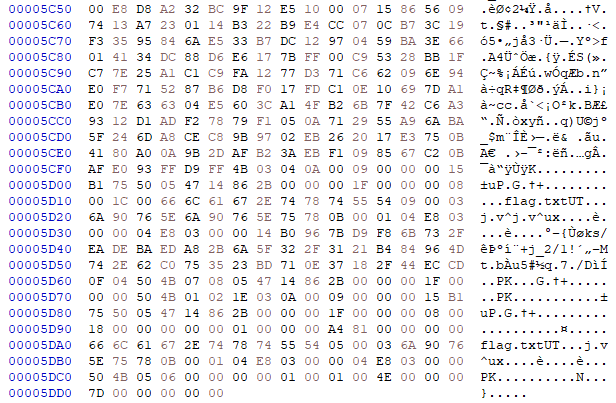 00005C50 00 E8 D8 A2 32 BC 9F 12 E5 10 00 07 15 86 56 09 .èØ¢2¼Ÿ.å....†V.
00005C60 74 13 A7 23 01 14 B3 22 B9 E4 CC 07 0C B7 3C 19 t.§#..³"¹äÌ..·<.
00005C70 F3 35 95 84 6A E5 33 B7 DC 12 97 04 59 BA 3E 66 ó5•„jå3·Ü.—.Yº>f
00005C80 01 41 34 DC 88 D6 E6 17 7B FF 00 C9 53 28 BB 1F .A4ÜˆÖæ.{ÿ.ÉS(».
00005C90 C7 7E 25 A1 C1 C9 FA 12 77 D3 71 C6 62 09 6E 94 Ç~%¡ÁÉú.wÓqÆb.n”
00005CA0 E0 F7 71 52 87 B6 D8 F0 17 FD C1 0E 10 69 7D A1 à÷qR‡¶Øð.ýÁ..i}¡
00005CB0 E0 7E 63 63 04 E5 60 3C A1 4F B2 6B 7F 42 C6 A3 à~cc.å`<¡O²k.BÆ£
00005CC0 93 12 D1 AD F2 78 79 F1 05 0A 71 29 55 A9 6A BA “.Ñ.òxyñ..q)U©jº
00005CD0 5F 24 6D A8 CE C8 9B 97 02 EB 26 20 17 E3 75 0B _$m¨ÎÈ›—.ë& .ãu.
00005CE0 41 80 A0 0A 9B 2D AF B2 3A EB F1 09 85 67 C2 0B A€ .›-¯²:ëñ.…gÂ.
00005CF0 AF E0 93 FF D9 FF 4B 03 04 0A 00 09 00 00 00 15 ¯à“ÿÙÿK.........
00005D00 B1 75 50 05 47 14 86 2B 00 00 00 1F 00 00 00 08 ±uP.G.†+........
00005D10 00 1C 00 66 6C 61 67 2E 74 78 74 55 54 09 00 03 ...flag.txtUT...
00005D20 6A 90 76 5E 6A 90 76 5E 75 78 0B 00 01 04 E8 03 j.v^j.v^ux....è.
00005D30 00 00 04 E8 03 00 00 14 B0 96 7B D9 F8 6B 73 2F ...è....°–{Ùøks/
00005D40 EA DE BA ED A8 2B 6A 5F 32 2F 31 21 B4 84 96 4D êÞºí¨+j_2/1!´„–M
00005D50 74 2E 62 C0 75 35 23 BD 71 0E 37 18 2F 44 EC CD t.bÀu5#½q.7./DìÍ
00005D60 0F 04 50 4B 07 08 05 47 14 86 2B 00 00 00 1F 00 ..PK...G.†+.....
00005D70 00 00 50 4B 01 02 1E 03 0A 00 09 00 00 00 15 B1 ..PK...........±
00005D80 75 50 05 47 14 86 2B 00 00 00 1F 00 00 00 08 00 uP.G.†+.........
00005D90 18 00 00 00 00 00 01 00 00 00 A4 81 00 00 00 00 ..........¤.....
00005DA0 66 6C 61 67 2E 74 78 74 55 54 05 00 03 6A 90 76 flag.txtUT...j.v
00005DB0 5E 75 78 0B 00 01 04 E8 03 00 00 04 E8 03 00 00 ^ux....è....è...
00005DC0 50 4B 05 06 00 00 00 00 01 00 01 00 4E 00 00 00 PK..........N...
00005DD0 7D 00 00 00 00 00 }.....